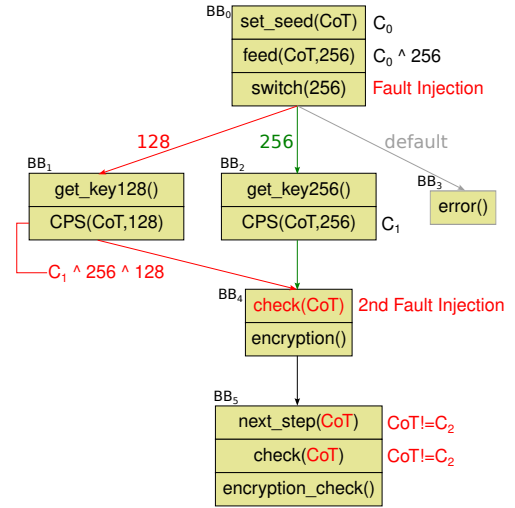 BB₀
set_seed(CoT) C₀
feed(CoT,256) C₀ ^ 256
switch(256) Fault Injection
128 256 default
BB₁ BB₂ BB₃
get_key128() get_key256() error()
CPS(CoT,128) CPS(CoT,256) C₁
C₁ ^ 256 ^ 128
BB₄
check(CoT) 2nd Fault Injection
encryption()
BB₅
next_step(CoT) CoT!=C₂
check(CoT) CoT!=C₂
encryption_check()